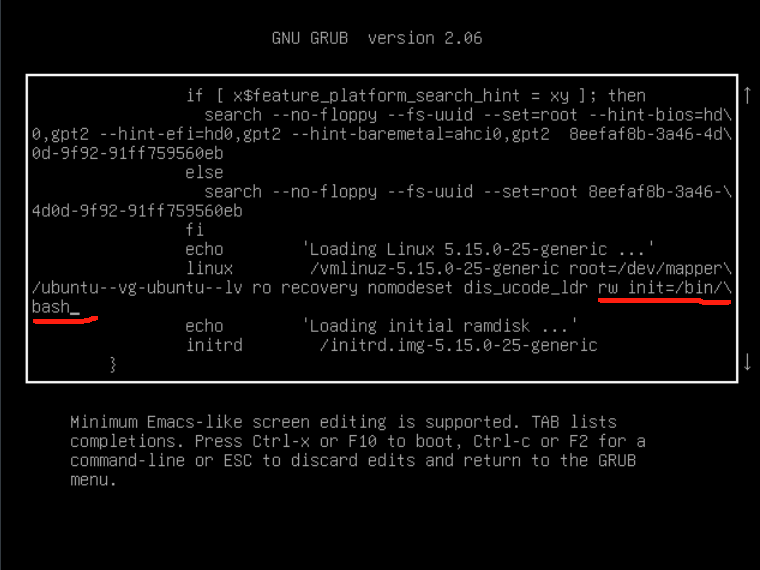 GNU GRUB  version 2.06
if [ x$feature_platform_search_hint = xy ]; then
search --no-floppy --fs-uuid --set=root --hint-bios=hd\
0,gpt2 --hint-efi=hd0,gpt2 --hint-baremetal=ahci0,gpt2  8eefaf8b-3a46-4d\
0d-9f92-91ff759560eb
else
search --no-floppy --fs-uuid --set=root 8eefaf8b-3a46-\
4d0d-9f92-91ff759560eb
fi
echo        'Loading Linux 5.15.0-25-generic ...'
linux        /vmlinuz-5.15.0-25-generic root=/dev/mapper\
/ubuntu--vg-ubuntu--lv ro recovery nomodeset dis_ucode_ldr rw init=/bin/\
bash_
echo        'Loading initial ramdisk ...'
initrd        /initrd.img-5.15.0-25-generic
}
Minimum Emacs-like screen editing is supported. TAB lists
completions. Press Ctrl-x or F10 to boot, Ctrl-c or F2 for a
command-line or ESC to discard edits and return to the GRUB
menu.